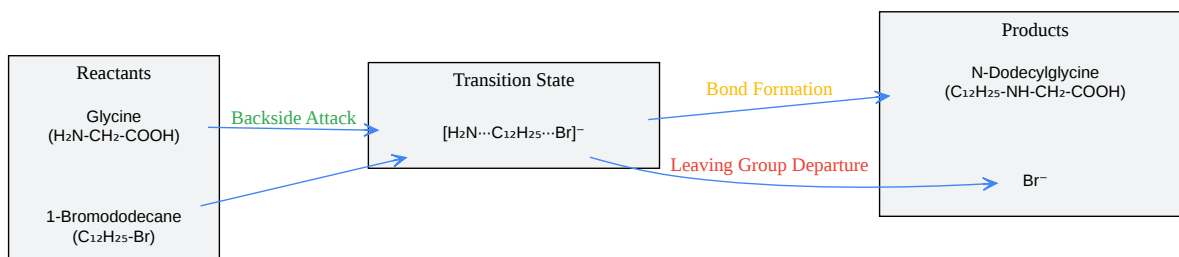 Reactants
Glycine
(H₂N-CH₂-COOH)
1-Bromododecane
(C₁₂H₂₅-Br)
Backside Attack
Transition State
[H₂N···C₁₂H₂₅···Br]⁻
Bond Formation
Leaving Group Departure
Products
N-Dodecylglycine
(C₁₂H₂₅-NH-CH₂-COOH)
Br⁻